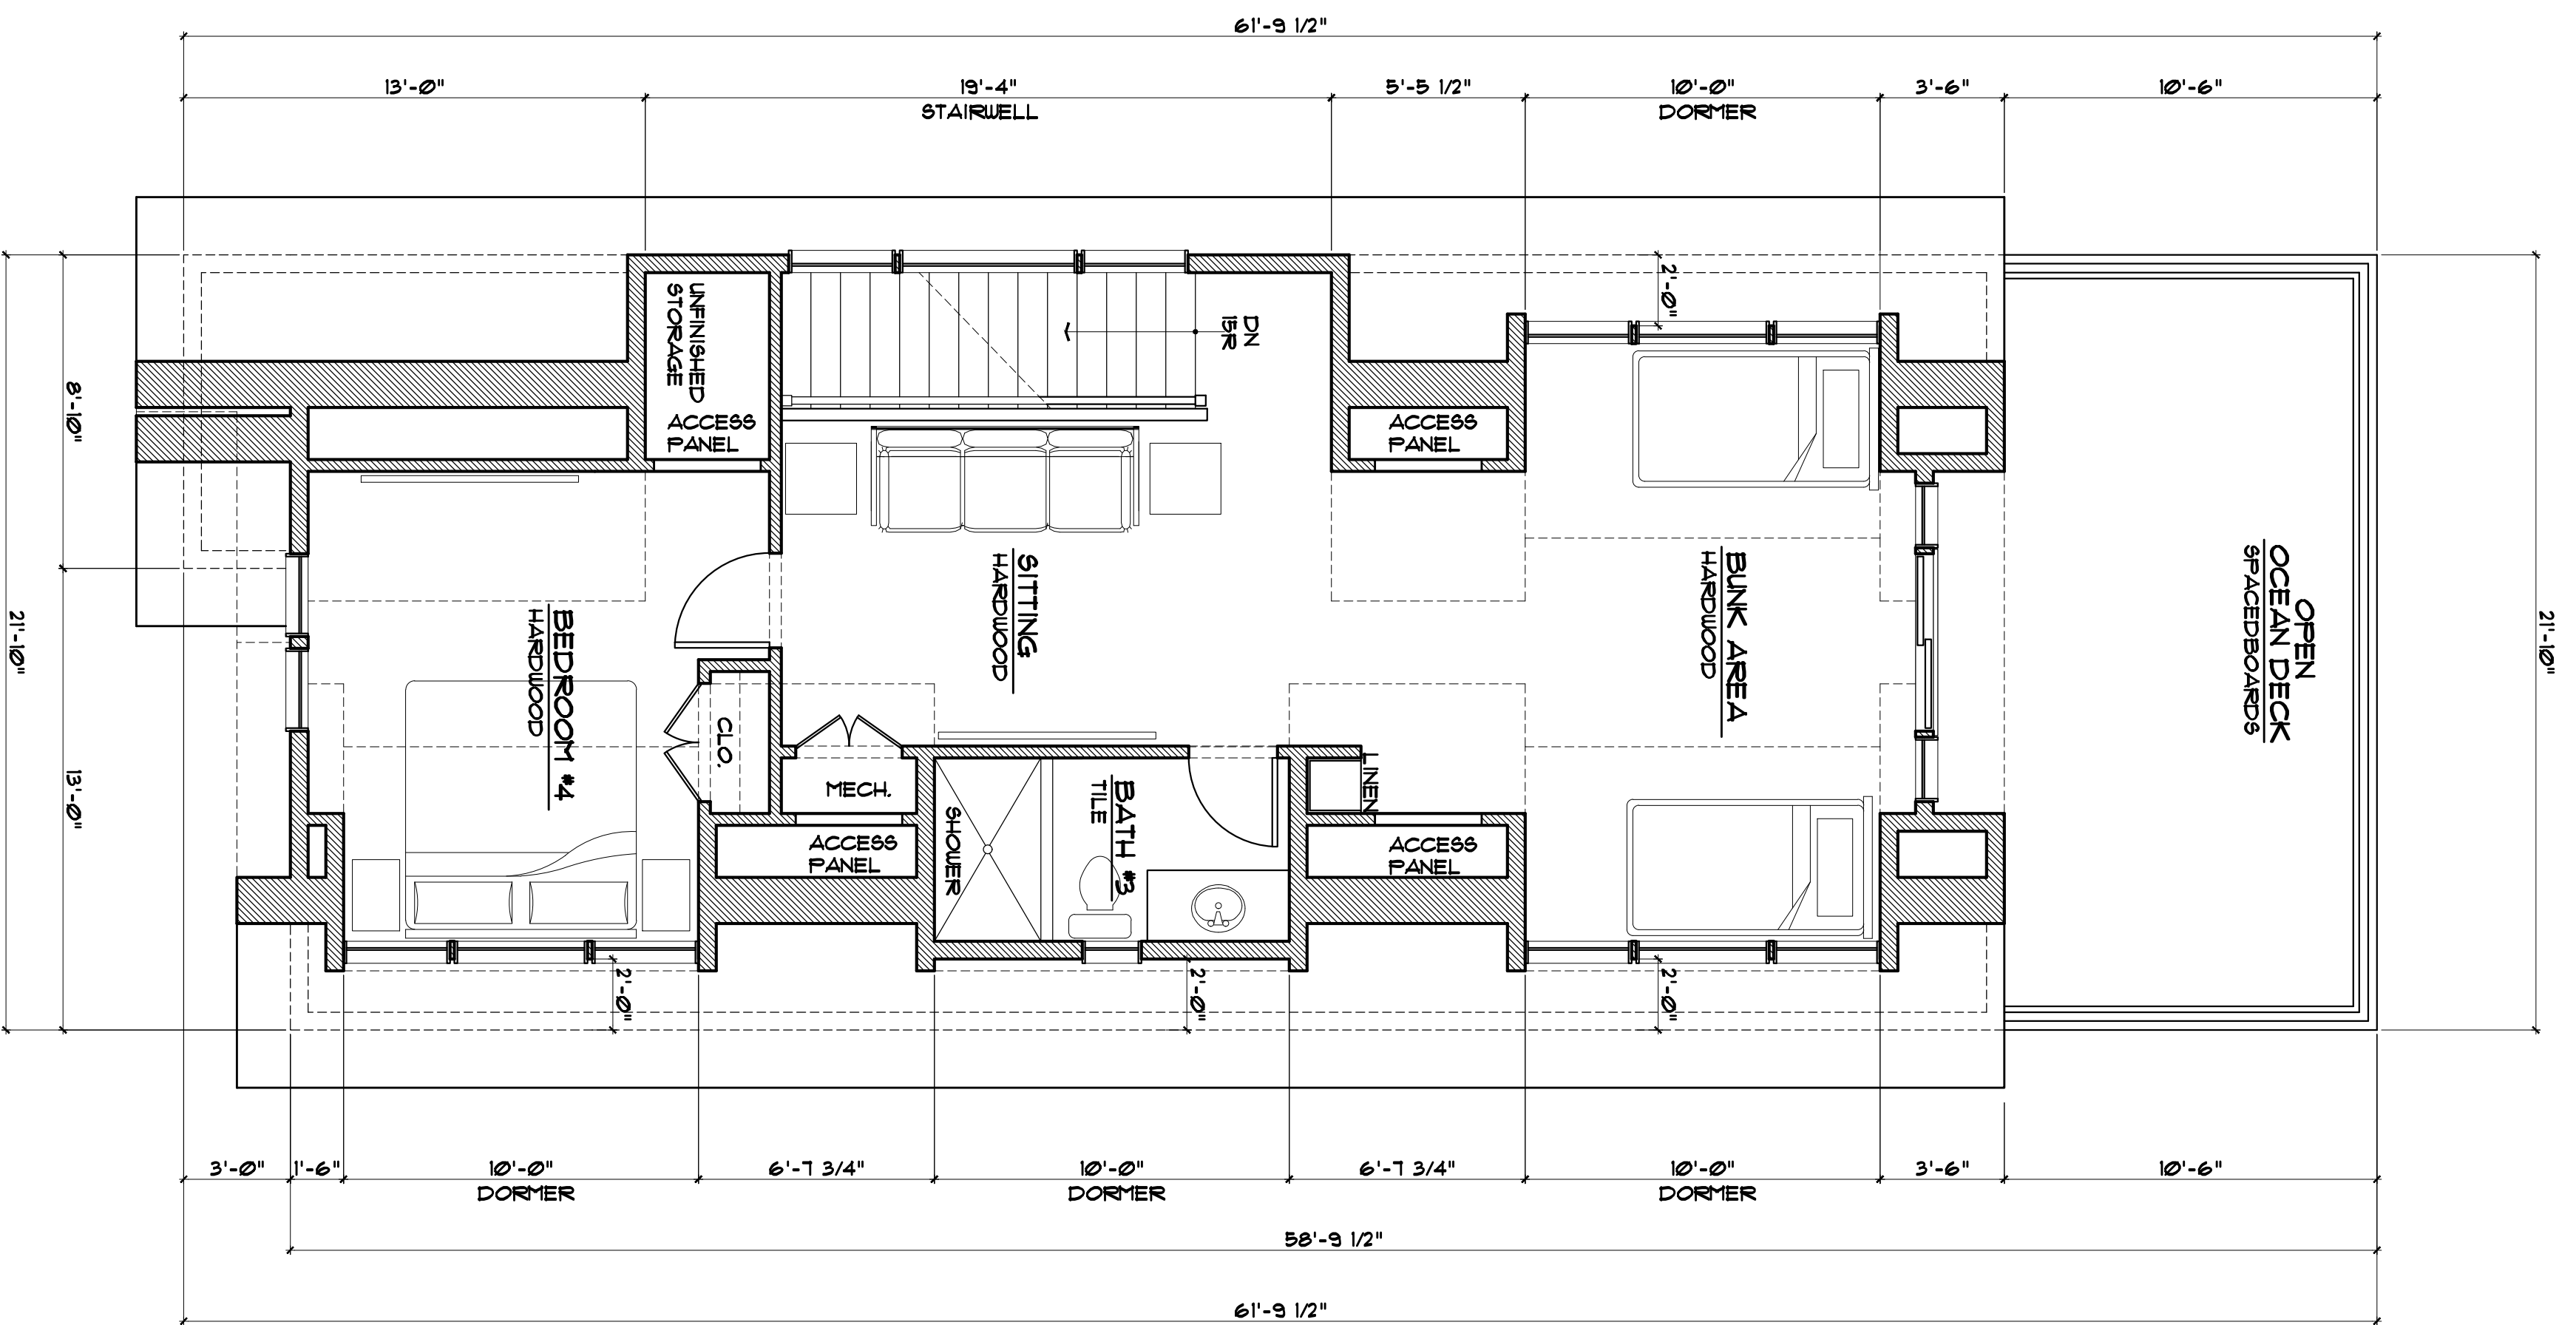 61'-9 1/2"
13'-0"
19'-4"
STAIRWELL
5'-5 1/2"
10'-0"
DORMER
3'-6"
10'-6"
2'-0"
UNFINISHED
STORAGE
DN
15R
8'-10"
ACCESS
PANEL
ACCESS
PANEL
21'-10"
13'-0"
BEDROOM #4
HARDWOOD
SITTING
HARDWOOD
BUNK AREA
HARDWOOD
OPEN
OCEAN DECK
SPACEDBOARDS
21'-10"
CLO.
MECH.
LINEN
ACCESS
PANEL
SHOWER
BATH #3
TILE
ACCESS
PANEL
2'-0"
2'-0"
2'-0"
3'-0"
1'-6"
10'-0"
DORMER
6'-7 3/4"
10'-0"
DORMER
6'-7 3/4"
10'-0"
DORMER
3'-6"
10'-6"
58'-9 1/2"
61'-9 1/2"